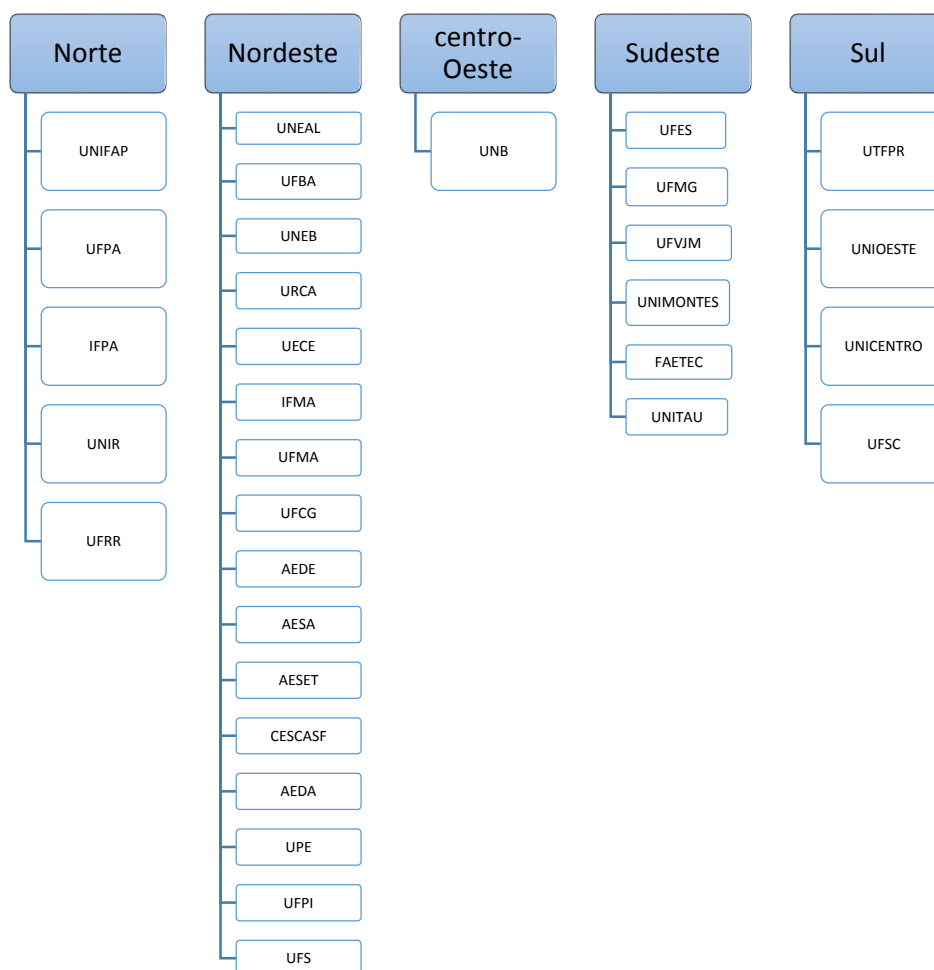 Norte
UNIFAP
UFPA
IFPA
UNIR
UFRR
Nordeste
UNEAL
UFBA
UNEB
URCA
UECE
IFMA
UFMA
UFCG
AEDE
AESA
AESET
CESCASF
AEDA
UPE
UFPI
UFS
centro-
Oeste
UNB
Sudeste
UFES
UFMG
UFVJM
UNIMONTES
FAETEC
UNITAU
Sul
UTFPR
UNIOESTE
UNICENTRO
UFSC